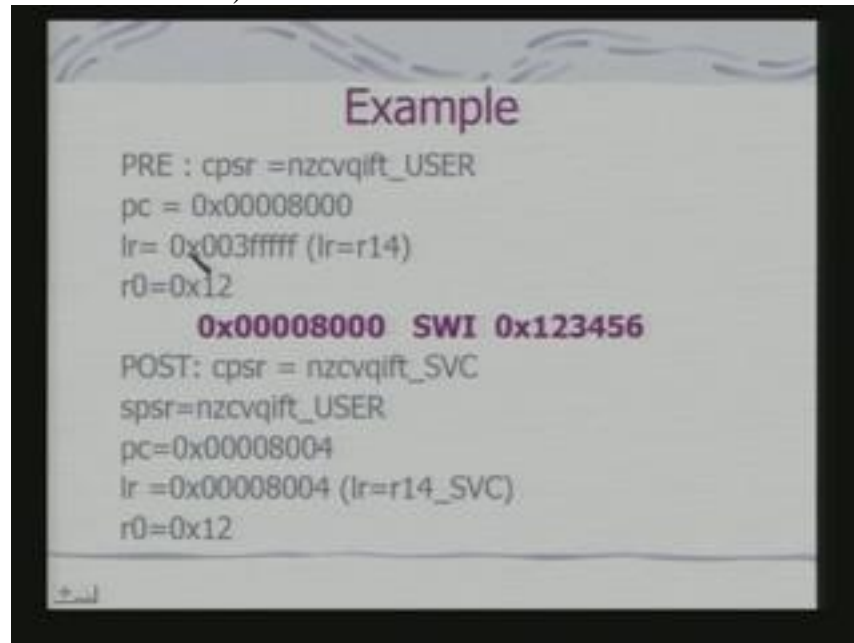 Example
PRE : cpsr =nzcvqift_USER
pc = 0x00008000
lr= 0x003fffff (lr=r14)
r0=0x12
0x00008000 SWI 0x123456
POST: cpsr = nzcvqift_SVC
spsr=nzcvqift_USER
pc=0x00008004
lr =0x00008004 (lr=r14_SVC)
r0=0x12